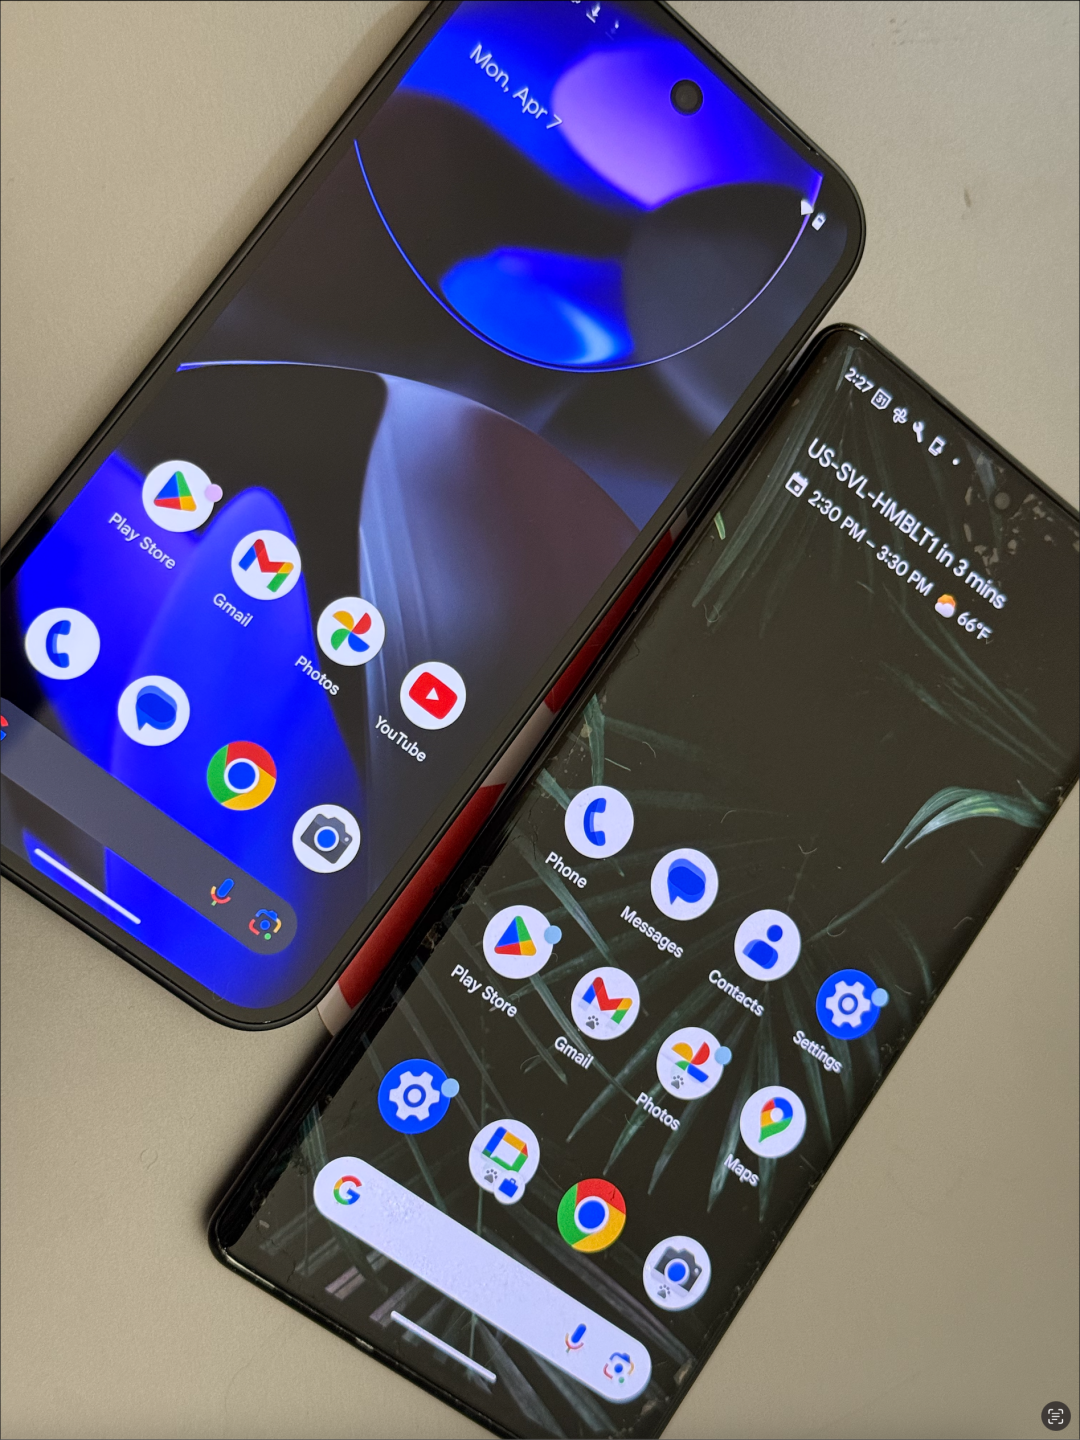 Mon, Apr 7
Play Store
Gmail
Photos
YouTube
2:27 31
US-SVL-HMBLT1 in 3 mins
2:30 PM – 3:30 PM 66°F
Phone
Messages
Contacts
Settings
Play Store
Gmail
Photos
Maps
G